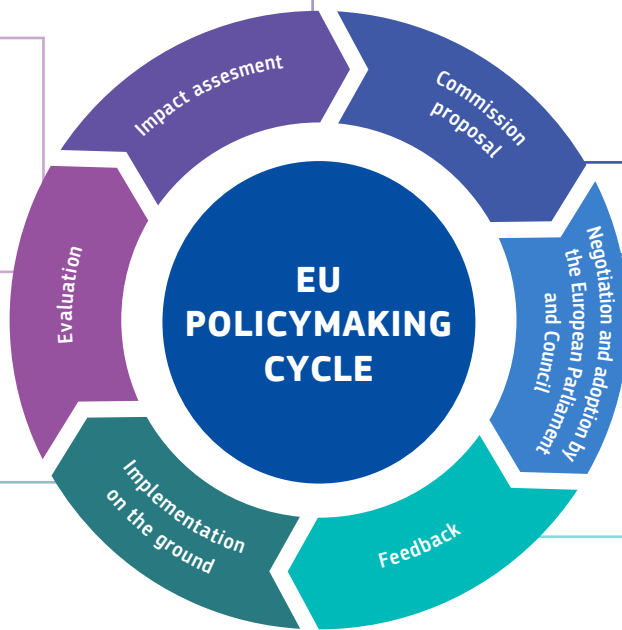 EU
POLICYMAKING
CYCLE
Impact assesment
Commission
proposal
Negotiation and adoption by
the European Parliament
and Council
Feedback
Implementation
on the ground
Evaluation